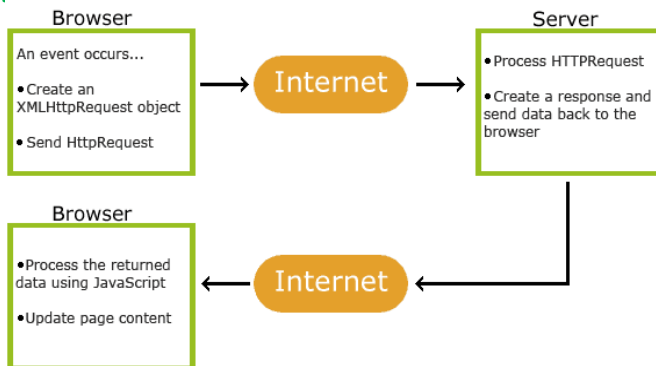 Browser
An event occurs...
•Create an
XMLHttpRequest object
• Send HttpRequest
Internet
Server
•Process HTTPRequest
•Create a response and
send data back to the
browser
Browser
•Process the returned
data using JavaScript
•Update page content
Internet